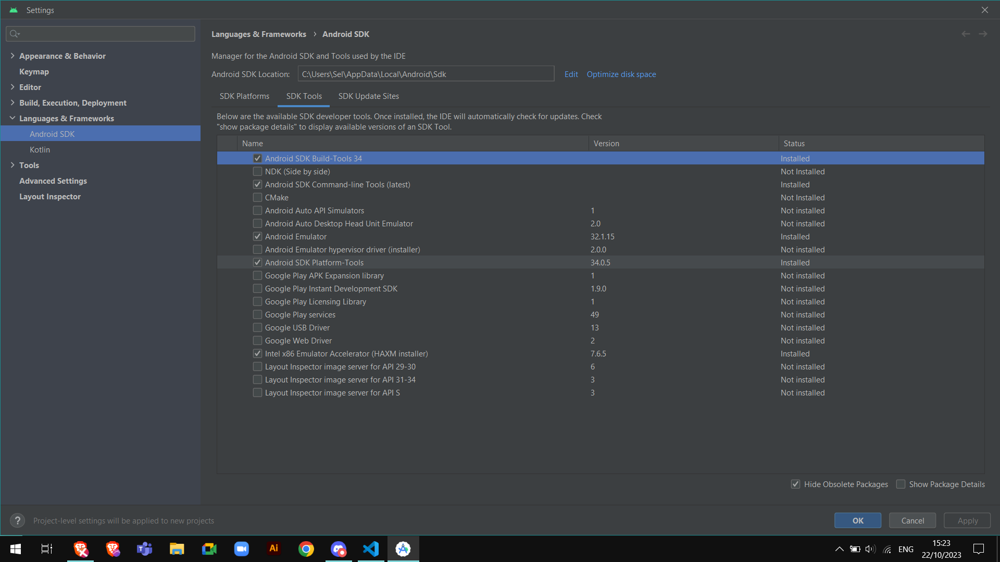 Settings
Appearance & Behavior
Keymap
Editor
Build, Execution, Deployment
Languages & Frameworks
Android SDK
Kotlin
Tools
Advanced Settings
Layout Inspector
Languages & Frameworks › Android SDK
Manager for the Android SDK and Tools used by the IDE
Android SDK Location: C:\Users\Sel\AppData\Local\Android\Sdk Edit Optimize disk space
SDK Platforms SDK Tools SDK Update Sites
Below are the available SDK developer tools. Once installed, the IDE will automatically check for updates. Check
"show package details" to display available versions of an SDK Tool.
Name Version Status
Android SDK Build-Tools 34 Installed
NDK (Side by side) Not Installed
Android SDK Command-line Tools (latest) Installed
CMake Not Installed
Android Auto API Simulators 1 Not installed
Android Auto Desktop Head Unit Emulator 2.0 Not installed
Android Emulator 32.1.15 Installed
Android Emulator hypervisor driver (installer) 2.0.0 Not installed
Android SDK Platform-Tools 34.0.5 Installed
Google Play APK Expansion library 1 Not installed
Google Play Instant Development SDK 1.9.0 Not installed
Google Play Licensing Library 1 Not installed
Google Play services 49 Not installed
Google USB Driver 13 Not installed
Google Web Driver 2 Not installed
Intel x86 Emulator Accelerator (HAXM installer) 7.6.5 Installed
Layout Inspector image server for API 29-30 6 Not installed
Layout Inspector image server for API 31-34 3 Not installed
Layout Inspector image server for API S 3 Not installed
Hide Obsolete Packages Show Package Details
? Project-level settings will be applied to new projects
OK Cancel Apply
Ai
ENG
15:23
22/10/2023